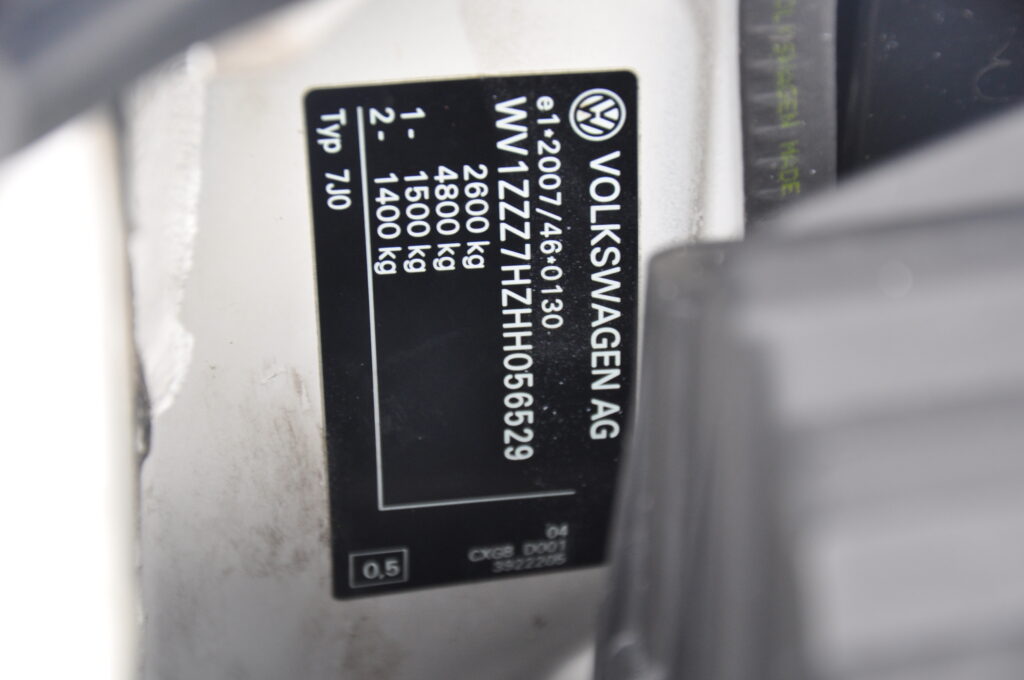 VOLKSWAGEN AG
e1*2007/46*0130
WV1ZZZ7HZHH056529
2600 kg
4800 kg
1- 1500 kg
2- 1400 kg
Typ 7J0
04
CXGB D001
3922205
0,5
MADE